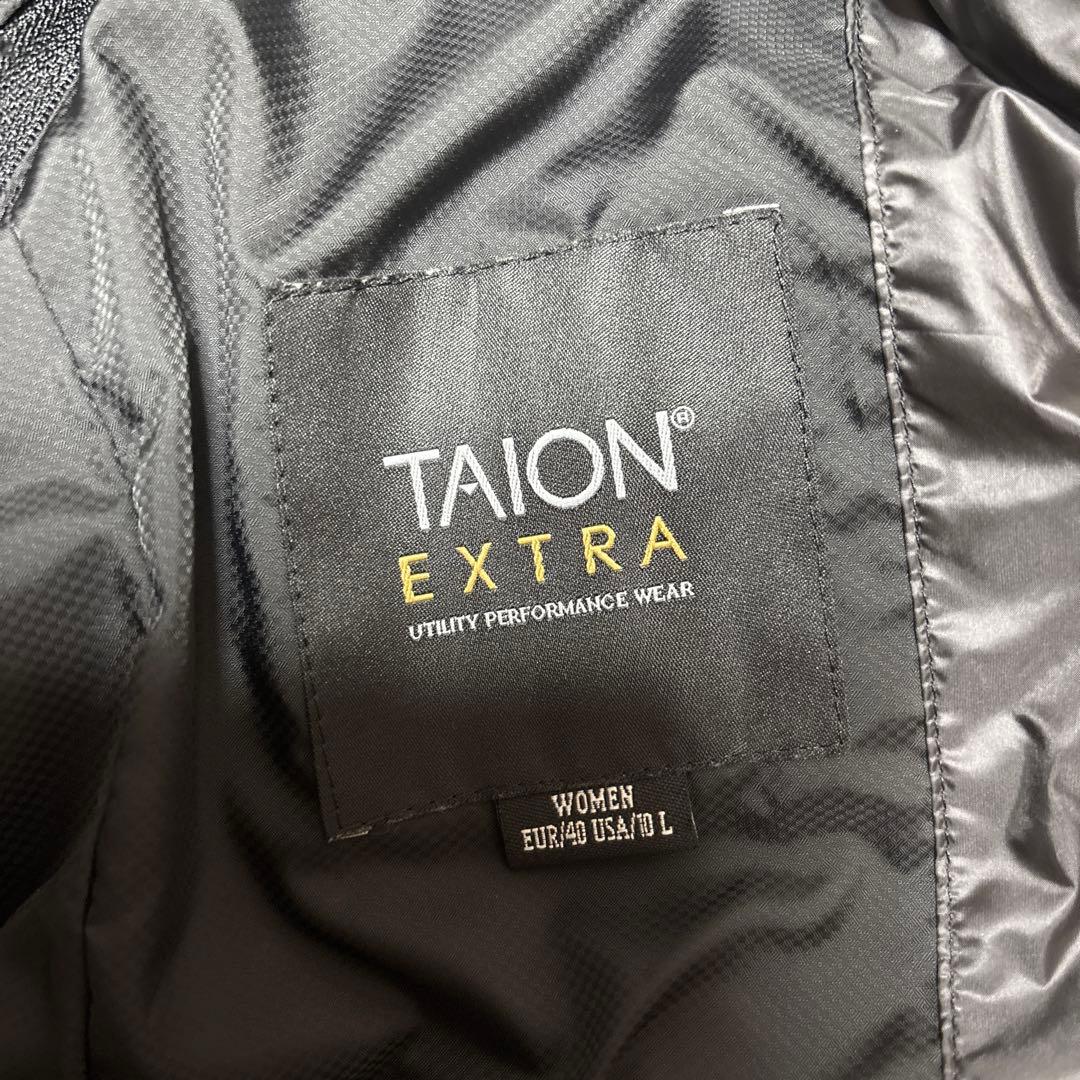 TAION®
EXTRA
UTILITY PERFORMANCE WEAR
WOMEN
EUR/40 USA/10 L